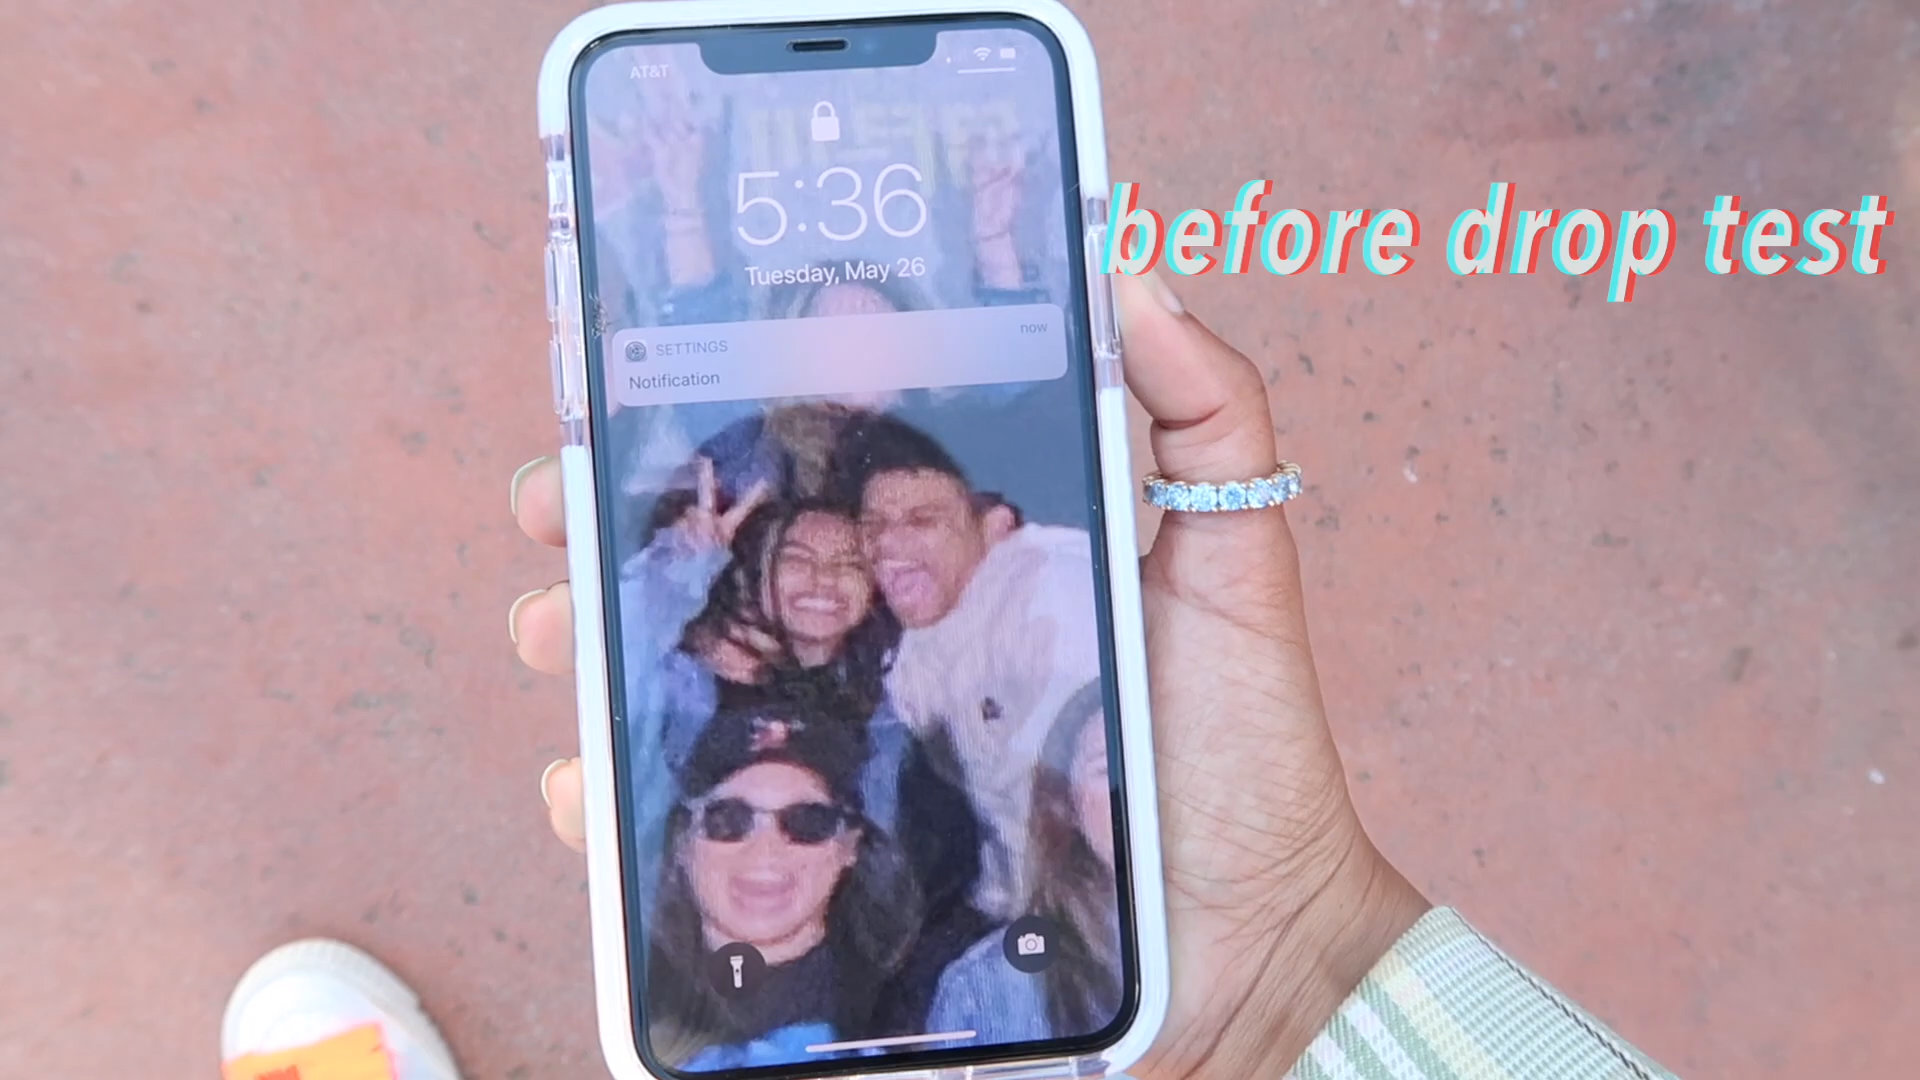 AT&T
5:36
Tuesday, May 26
before drop test
SETTINGS
now
Notification